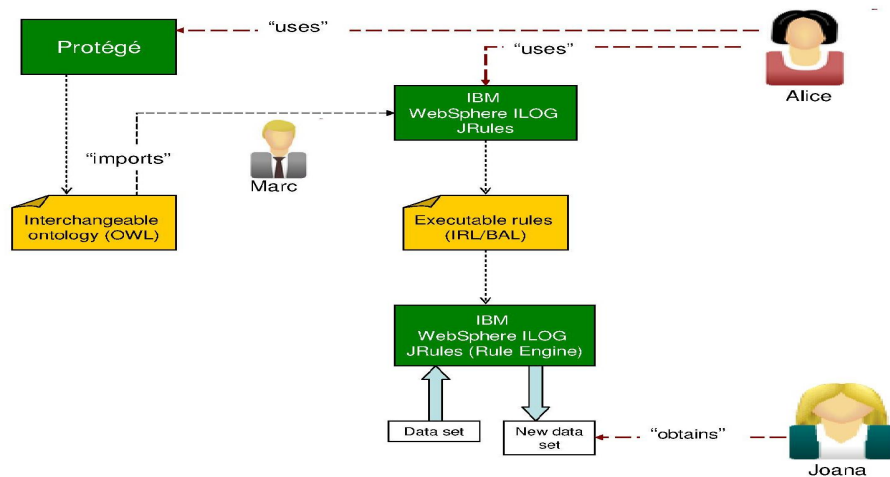 “uses”
Protégé
“uses”
Alice
IBM
WebSphere ILOG
JRules
“imports”
Marc
Interchangeable
ontology (OWL)
Executable rules
(IRL/BAL)
IBM
WebSphere ILOG
JRules (Rule Engine)
Data set
New data
set
“obtains”
Joana